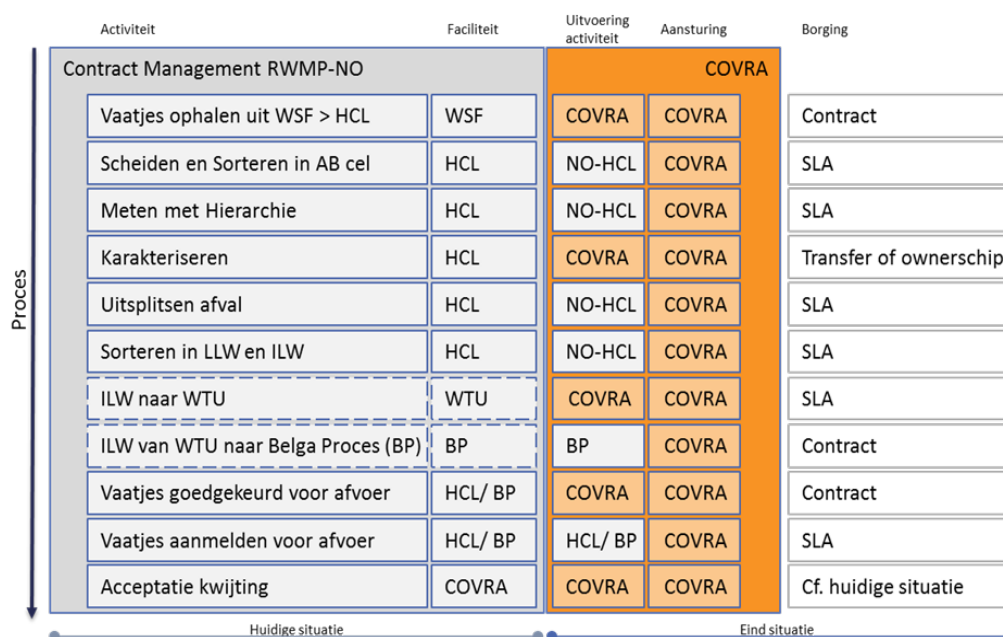 Activiteit Faciliteit Uitvoering activiteit Aansturing Borging
Contract Management RWMP-NO COVRA
Vaatjes ophalen uit WSF > HCL WSF COVRA COVRA Contract
Scheiden en Sorteren in AB cel HCL NO-HCL COVRA SLA
Meten met Hierarchie HCL NO-HCL COVRA SLA
Karakteriseren HCL COVRA COVRA Transfer of ownerschip
Uitsplitsen afval HCL NO-HCL COVRA SLA
Sorteren in LLW en ILW HCL NO-HCL COVRA SLA
ILW naar WTU WTU COVRA COVRA SLA
ILW van WTU naar Belga Proces (BP) BP BP COVRA Contract
Vaatjes goedgekeurd voor afvoer HCL/ BP COVRA COVRA Contract
Vaatjes aanmelden voor afvoer HCL/ BP HCL/ BP COVRA SLA
Acceptatie kwijting COVRA COVRA COVRA Cf. huidige situatie
Proces
Huidige situatie Eind situatie